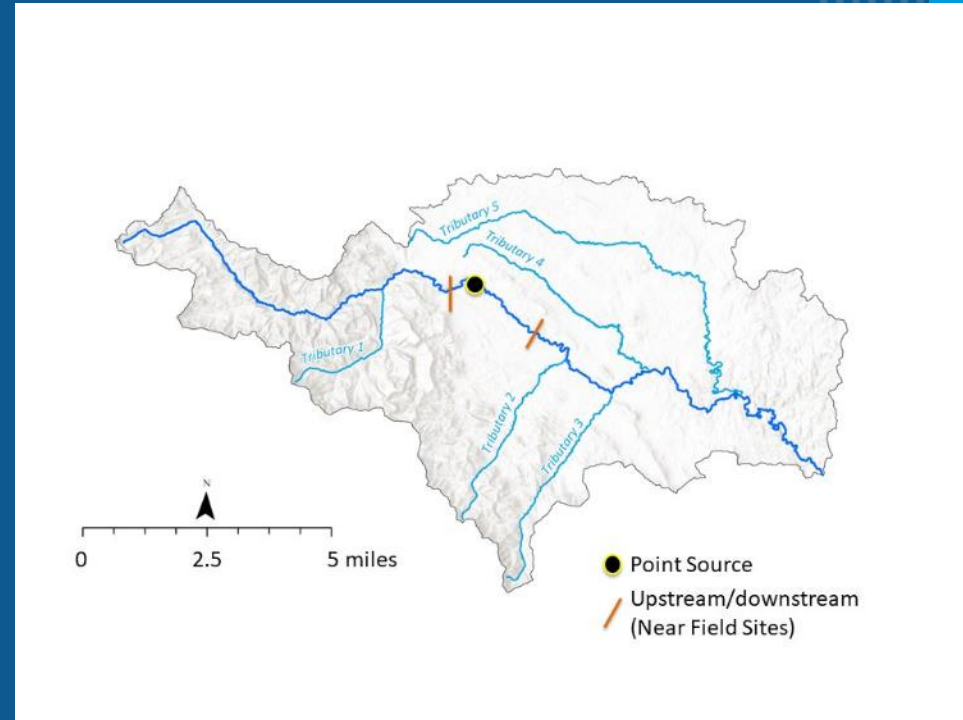 Tributary 5
Tributary 4
Tributary 1
Tributary 2
Tributary 3
N
0 2.5 5 miles
Point Source
Upstream/downstream
(Near Field Sites)